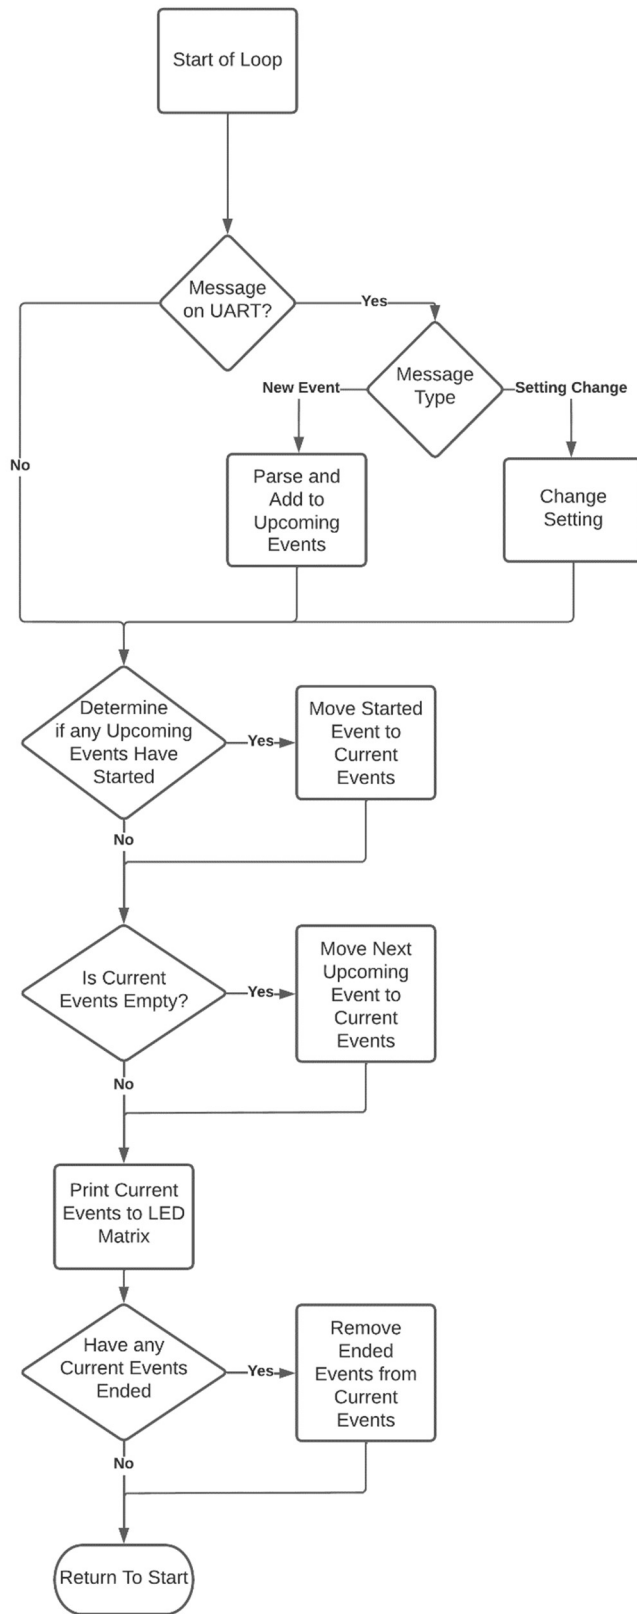 Start of Loop
Message
on UART?
Yes
Message
Type
New Event
Setting Change
No
Parse and
Add to
Upcoming
Events
Change
Setting
Determine
if any Upcoming
Events Have
Started
Yes
Move Started
Event to
Current
Events
No
Is Current
Events Empty?
Yes
Move Next
Upcoming
Event to
Current
Events
No
Print Current
Events to LED
Matrix
Have any
Current Events
Ended
Yes
Remove
Ended
Events from
Current
Events
No
Return To Start